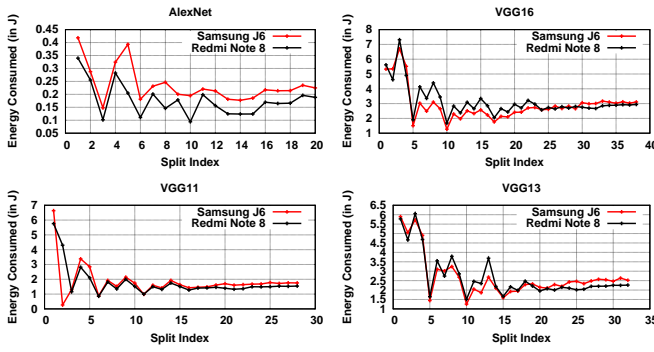 AlexNet
Energy Consumed (in J)
0.45
0.4
0.35
0.3
0.25
0.2
0.15
0.1
0.05
Samsung J6
Redmi Note 8
0 2 4 6 8 10 12 14 16 18 20
Split Index
VGG16
Energy Consumed (in J)
8
7
6
5
4
3
2
1
Samsung J6
Redmi Note 8
0 5 10 15 20 25 30 35 40
Split Index
VGG11
Energy Consumed (in J)
7
6
5
4
3
2
1
0
Samsung J6
Redmi Note 8
0 5 10 15 20 25 30
Split Index
VGG13
Energy Consumed (in J)
6.5
6
5.5
5
4.5
4
3.5
3
2.5
2
1.5
1
Samsung J6
Redmi Note 8
0 5 10 15 20 25 30 35
Split Index